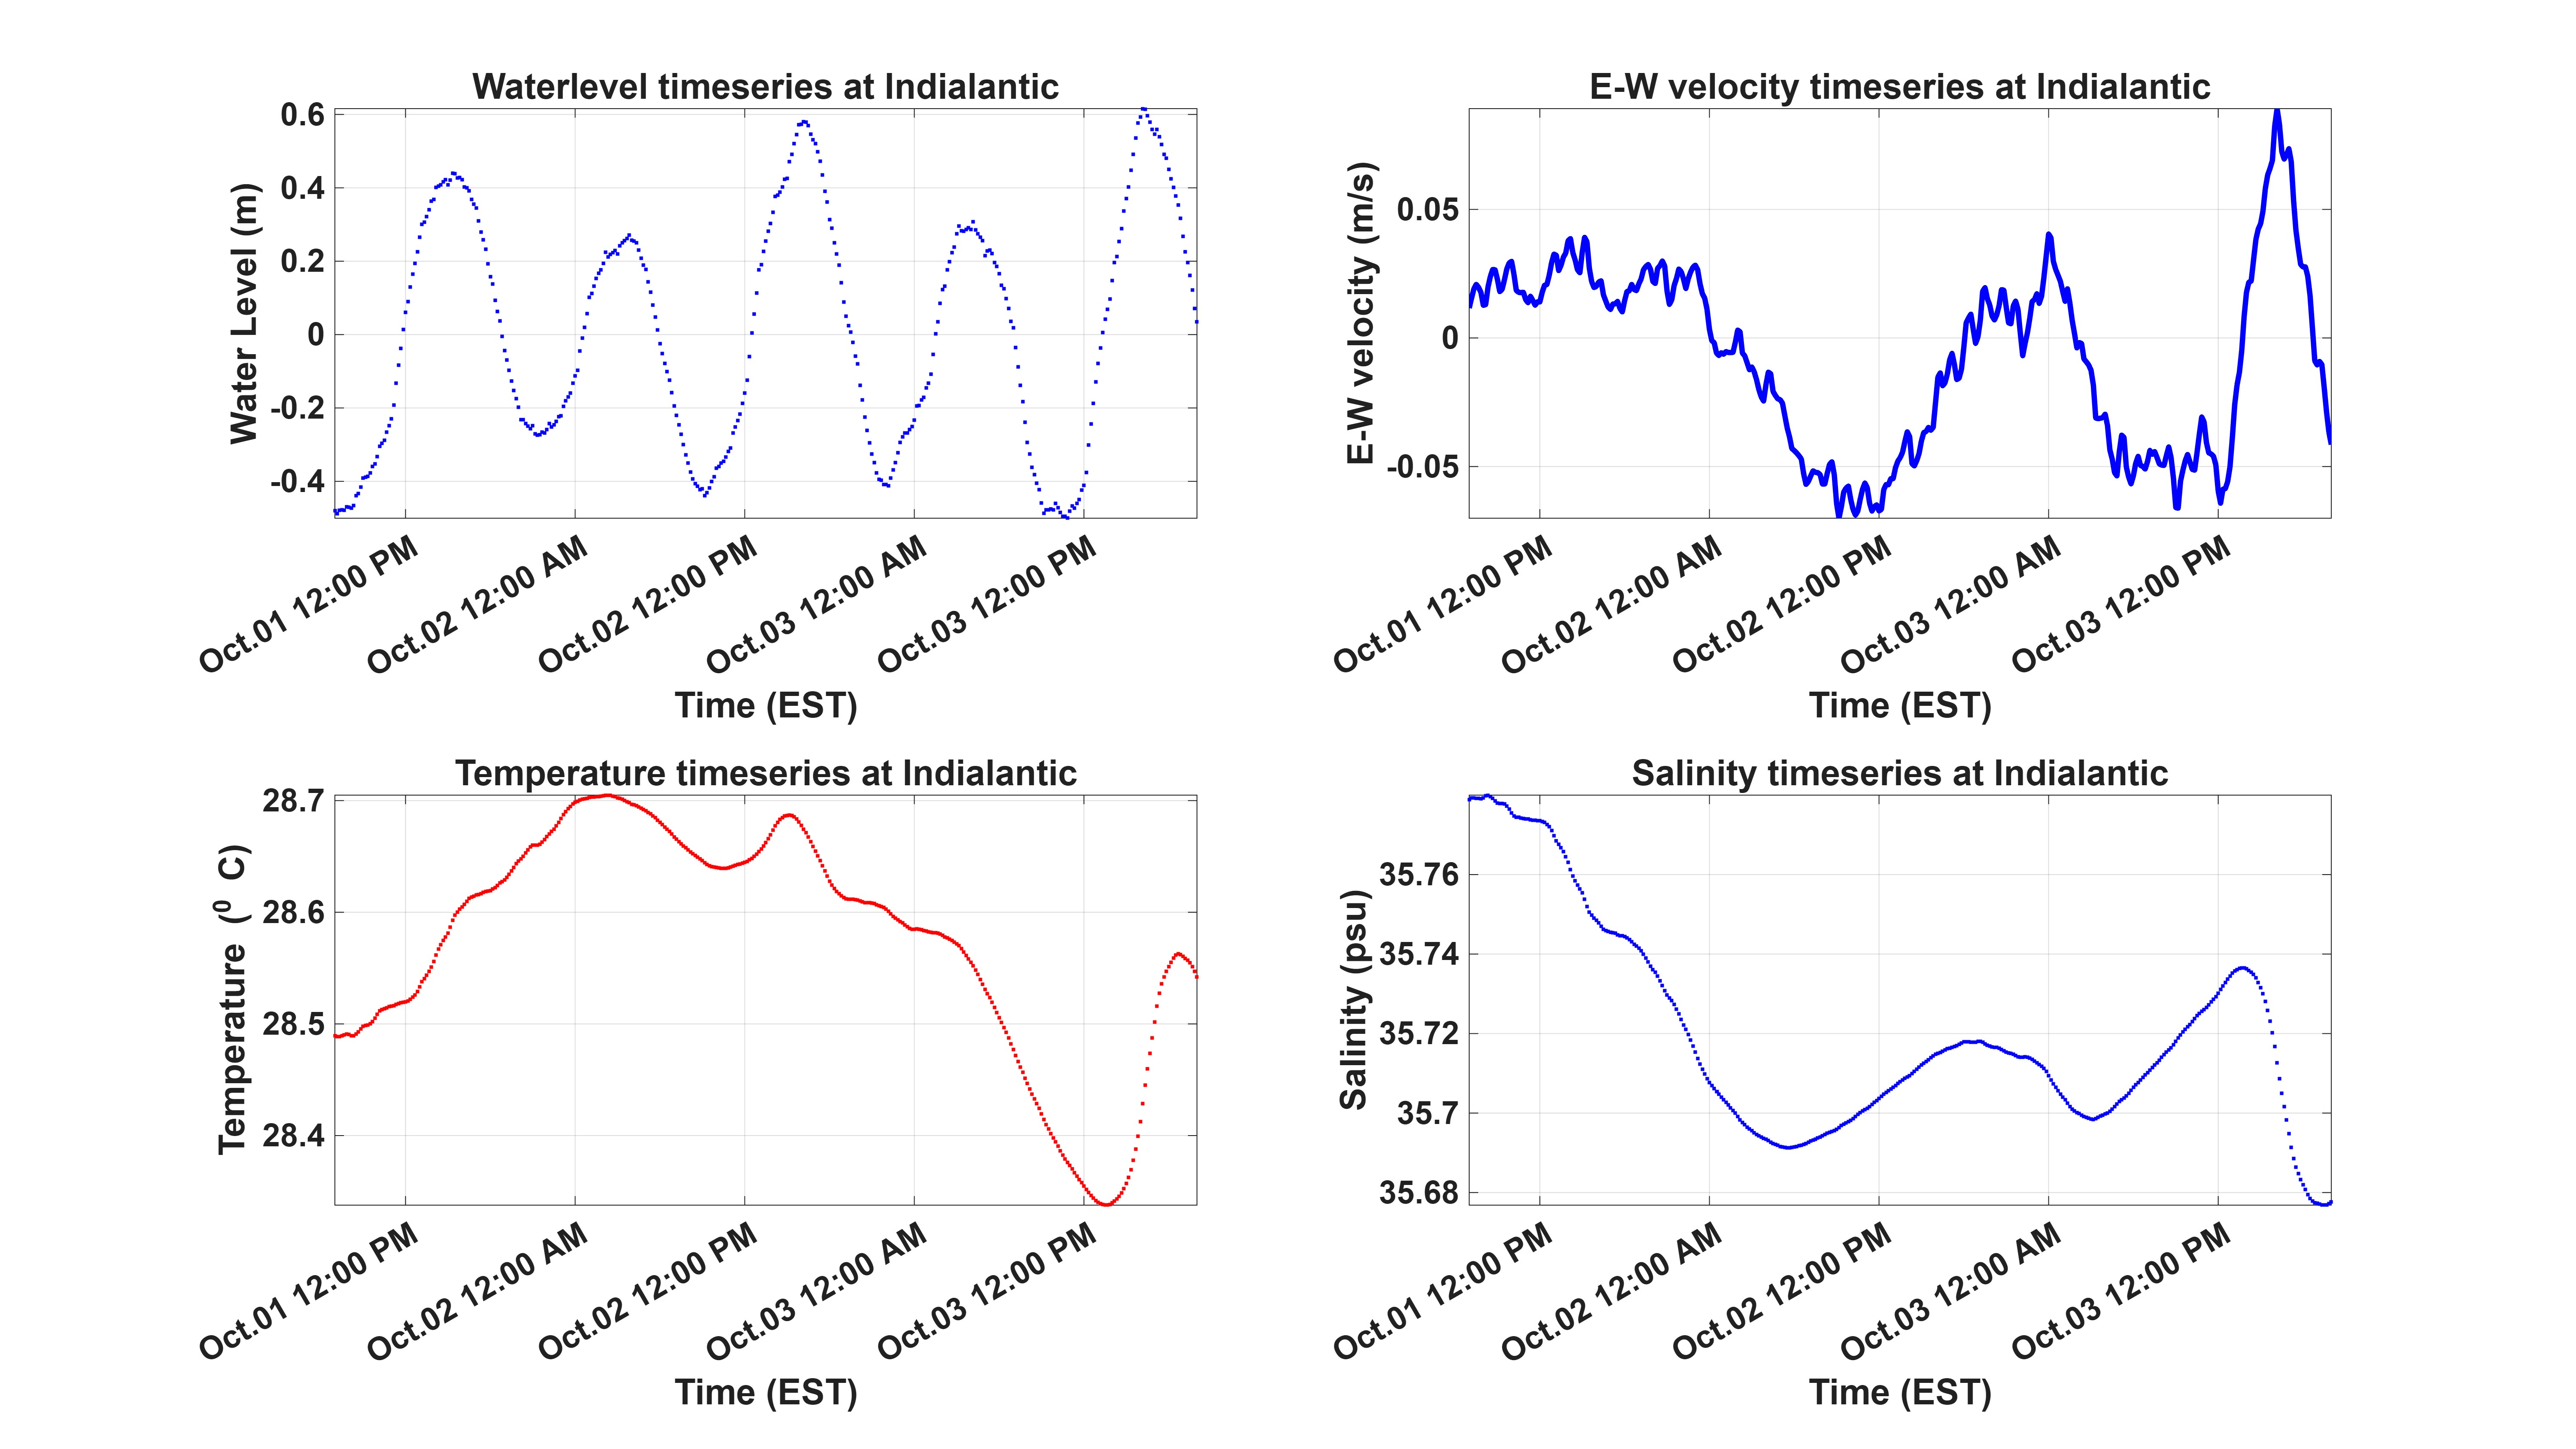 Waterlevel timeseries at Indialantic
Water Level (m)
0.6
0.4
0.2
0
-0.2
-0.4
Oct.01 12:00 PM
Oct.02 12:00 AM
Oct.02 12:00 PM
Oct.03 12:00 AM
Oct.03 12:00 PM
Time (EST)
E-W velocity timeseries at Indialantic
E-W velocity (m/s)
0.05
0
-0.05
Oct.01 12:00 PM
Oct.02 12:00 AM
Oct.02 12:00 PM
Oct.03 12:00 AM
Oct.03 12:00 PM
Time (EST)
Temperature timeseries at Indialantic
Temperature (⁰ C)
28.7
28.6
28.5
28.4
Oct.01 12:00 PM
Oct.02 12:00 AM
Oct.02 12:00 PM
Oct.03 12:00 AM
Oct.03 12:00 PM
Time (EST)
Salinity timeseries at Indialantic
Salinity (psu)
35.76
35.74
35.72
35.7
35.68
Oct.01 12:00 PM
Oct.02 12:00 AM
Oct.02 12:00 PM
Oct.03 12:00 AM
Oct.03 12:00 PM
Time (EST)